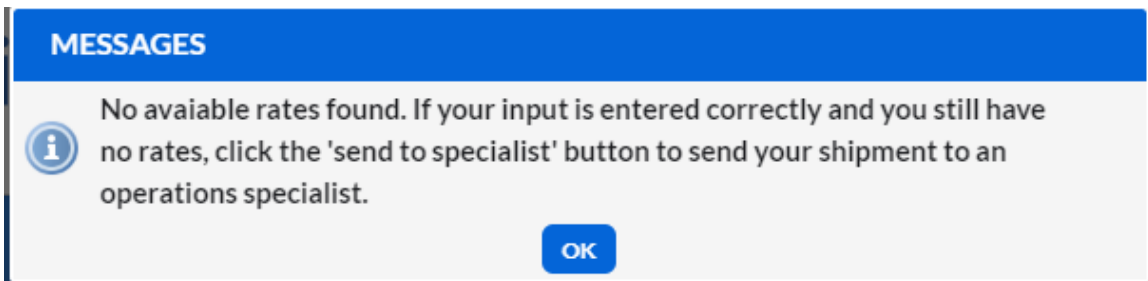 MESSAGES
No avaiable rates found. If your input is entered correctly and you still have
no rates, click the 'send to specialist' button to send your shipment to an
operations specialist.
OK